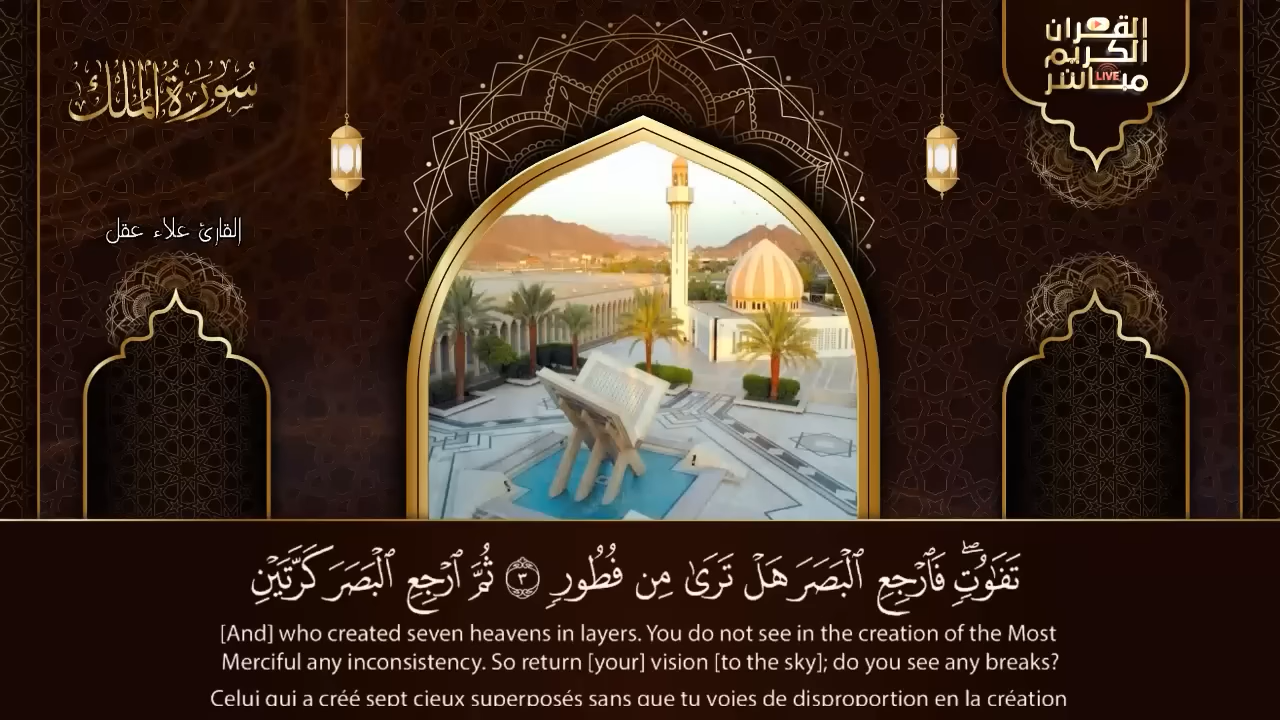 سُورَةُ المُلك
القرآن
الكريم
مباشر
LIVE
القارئ علاء عقل
تَفَٰوُتٖۖ فَٱرۡجِعِ ٱلۡبَصَرَ هَلۡ تَرَىٰ مِن فُطُورٖ ٣ ثُمَّ ٱرۡجِعِ ٱلۡبَصَرَ كَرَّتَيۡنِ
[And] who created seven heavens in layers. You do not see in the creation of the Most
Merciful any inconsistency. So return [your] vision [to the sky]; do you see any breaks?
Celui qui a créé sept cieux superposés sans que tu voies de disproportion en la création